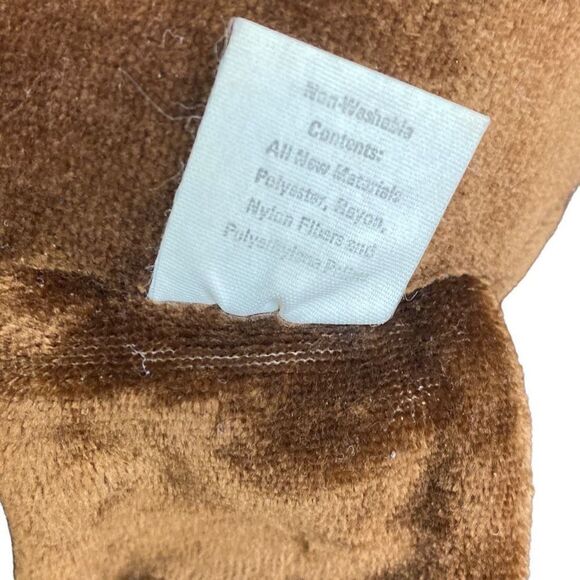 Non-Washable
Contents:
All New Materials
Polyester, Rayon,
Nylon Fibers and
Polyethylene